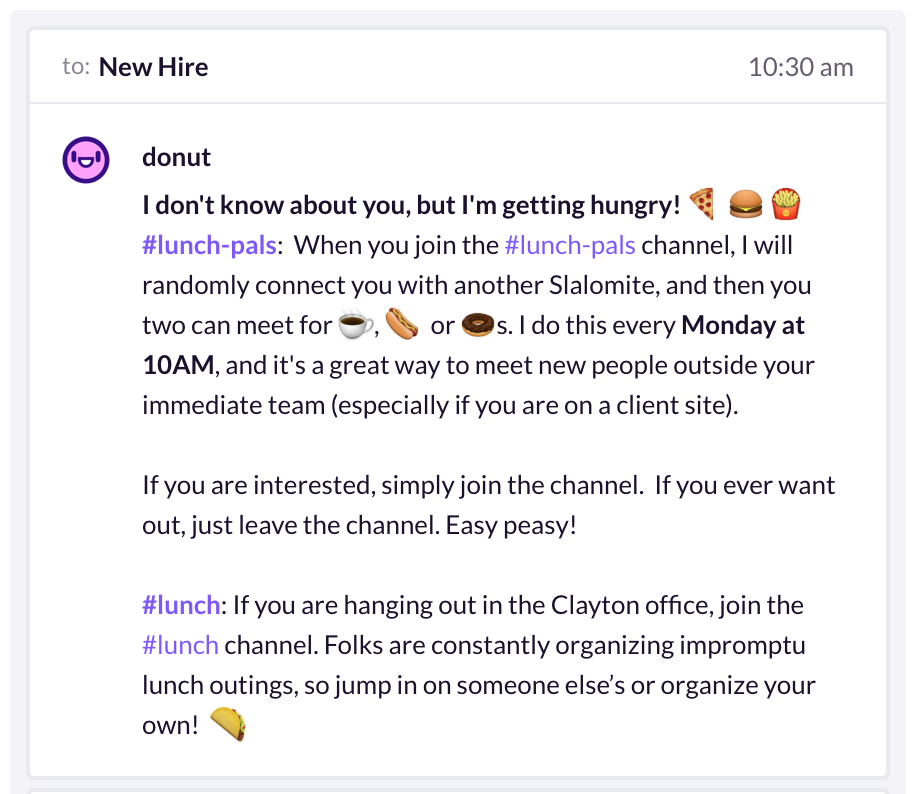 to: New Hire 10:30 am
donut
I don't know about you, but I'm getting hungry! 🍕 🍔 🍟
#lunch-pals:  When you join the #lunch-pals channel, I will
randomly connect you with another Slalomite, and then you
two can meet for ☕, 🌭 or 🍩s. I do this every Monday at
10AM, and it's a great way to meet new people outside your
immediate team (especially if you are on a client site).
If you are interested, simply join the channel.  If you ever want
out, just leave the channel. Easy peasy!
#lunch: If you are hanging out in the Clayton office, join the
#lunch channel. Folks are constantly organizing impromptu
lunch outings, so jump in on someone else’s or organize your
own! 🌮